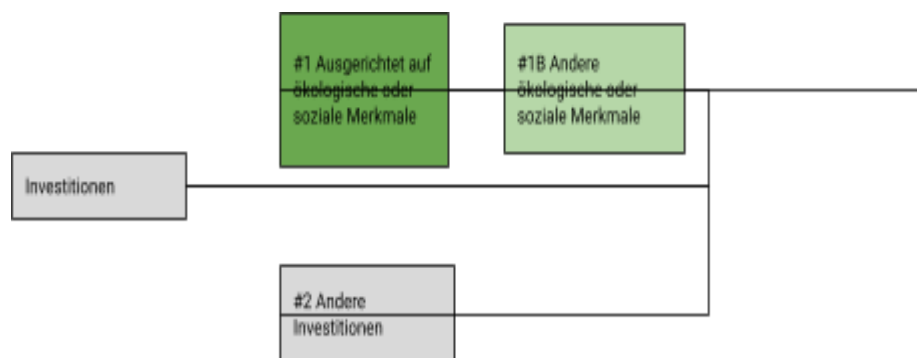 #1 Ausgerichtet auf
ökologische oder
soziale Merkmale
#1B Andere
ökologische oder
soziale Merkmale
Investitionen
#2 Andere
Investitionen